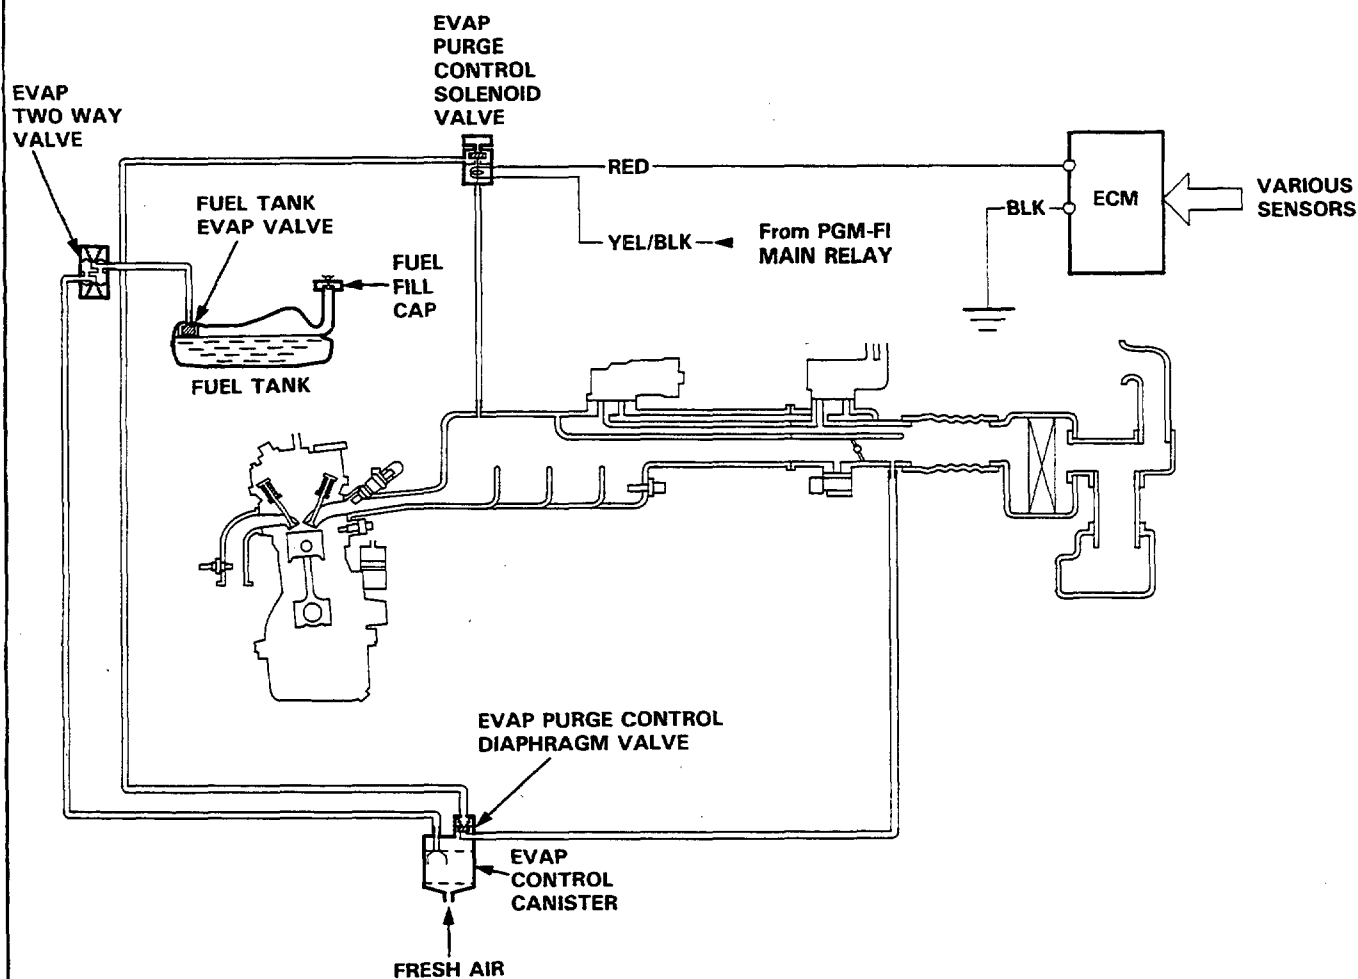 EVAP
PURGE
CONTROL
SOLENOID
VALVE
EVAP
TWO WAY
VALVE
FUEL TANK
EVAP VALVE
FUEL
FILL
CAP
FUEL TANK
RED
YEL/BLK
From PGM-FI
MAIN RELAY
BLK
ECM
VARIOUS
SENSORS
EVAP PURGE CONTROL
DIAPHRAGM VALVE
EVAP
CONTROL
CANISTER
FRESH AIR